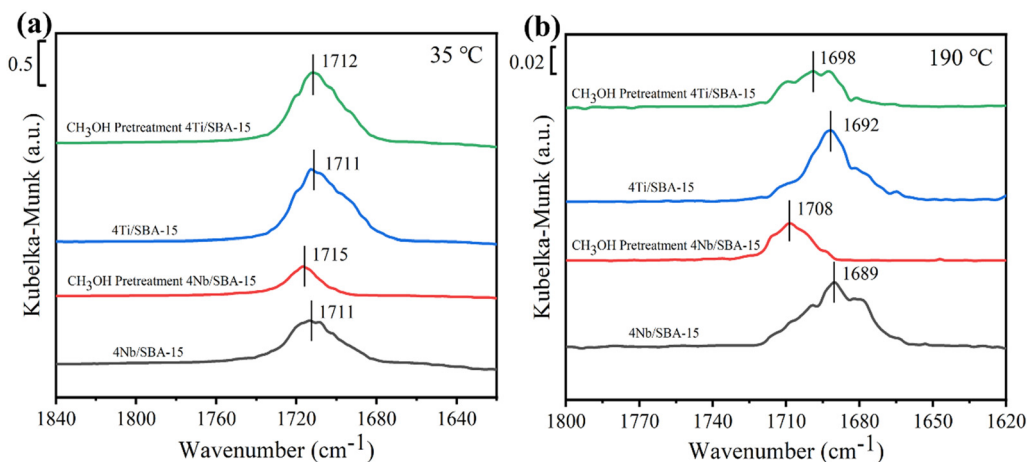 (a)
0.5
35 °C
1712
CH3OH Pretreatment 4Ti/SBA-15
1711
4Ti/SBA-15
1715
CH3OH Pretreatment 4Nb/SBA-15
1711
4Nb/SBA-15
Kubelka-Munk (a.u.)
1840 1800 1760 1720 1680 1640
Wavenumber (cm-1)
(b)
0.02
190 °C
1698
CH3OH Pretreatment 4Ti/SBA-15
1692
4Ti/SBA-15
1708
CH3OH Pretreatment 4Nb/SBA-15
1689
4Nb/SBA-15
Kubelka-Munk (a.u.)
1800 1770 1740 1710 1680 1650 1620
Wavenumber (cm-1)